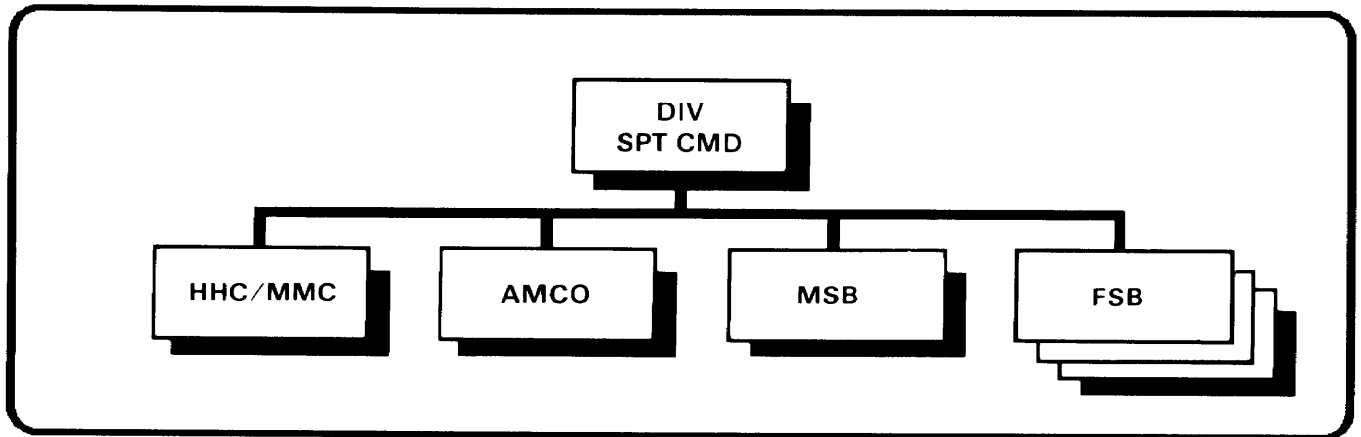 DIV
SPT CMD
HHC/MMC
AMCO
MSB
FSB